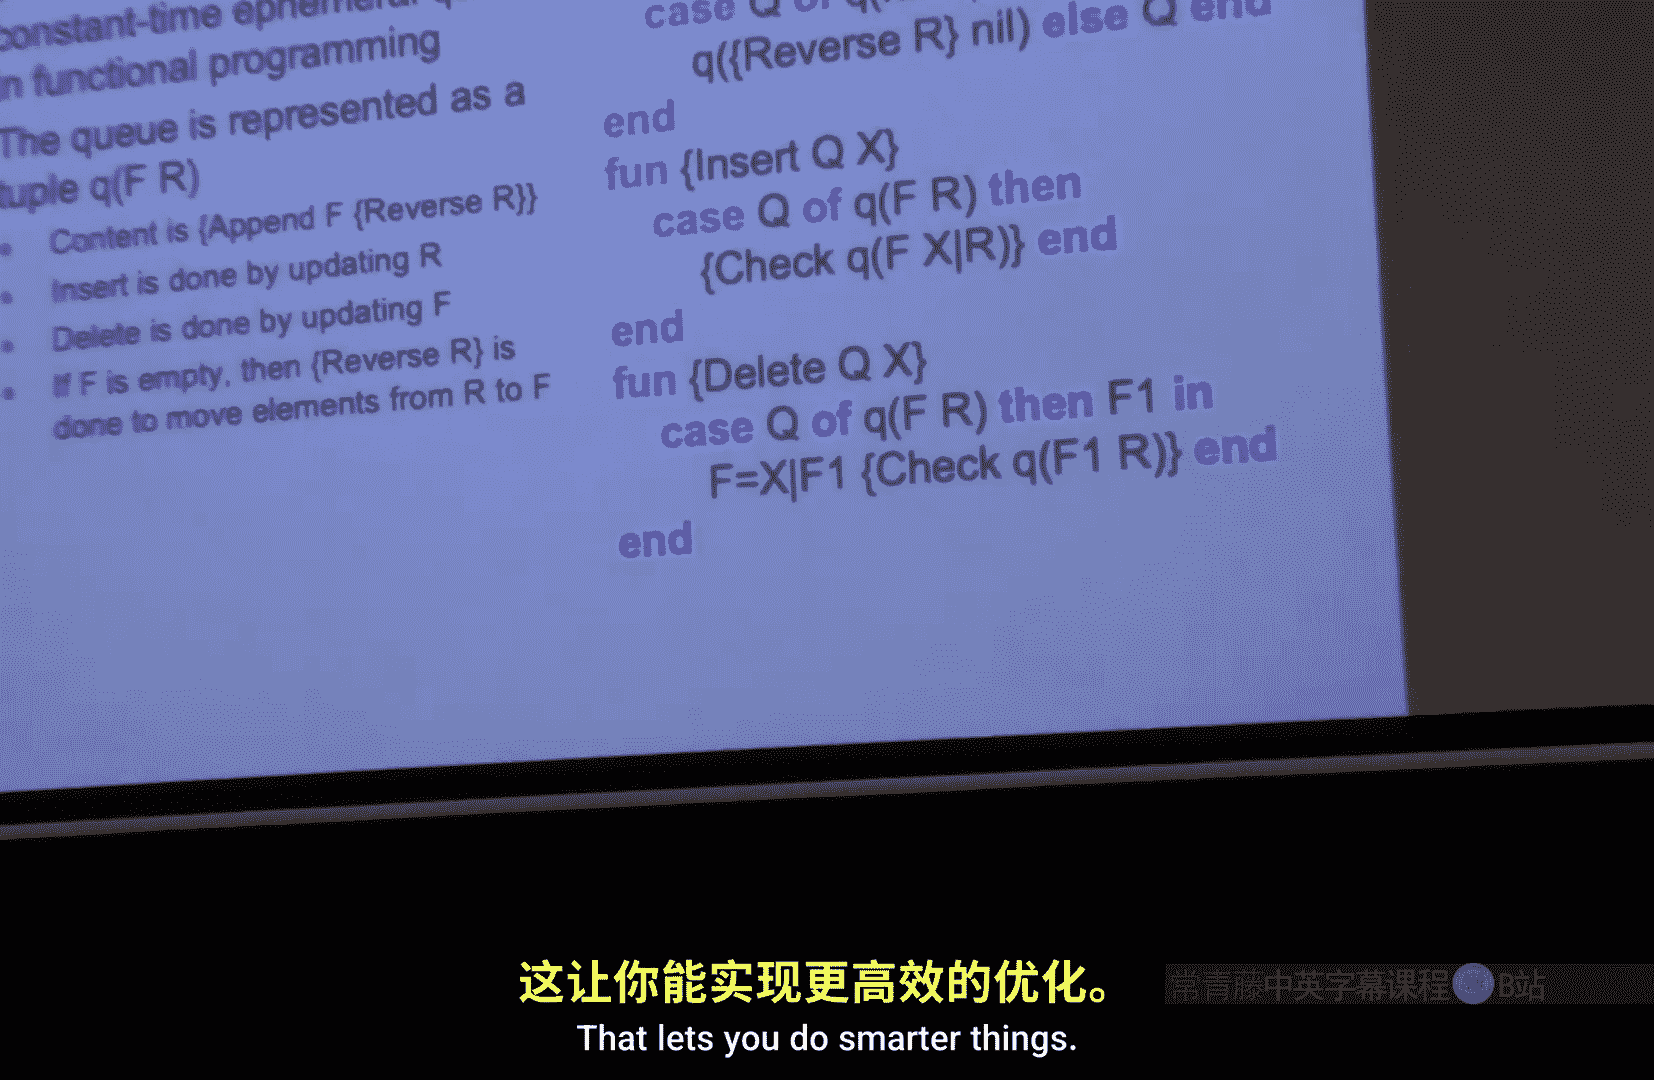 constant-time ephemeral
in functional programming
The queue is represented as a
tuple q(F R)
• Content is {Append F {Reverse R}}
• Insert is done by updating R
• Delete is done by updating F
• If F is empty, then {Reverse R} is
done to move elements from R to F
case Q of
q({Reverse R} nil) else Q end
end
fun {Insert Q X}
case Q of q(F R) then
{Check q(F X|R)} end
end
fun {Delete Q X}
case Q of q(F R) then F1 in
F=X|F1 {Check q(F1 R)} end
end
这让你能实现更高效的优化。
That lets you do smarter things.
常青藤中英字幕课程 B站